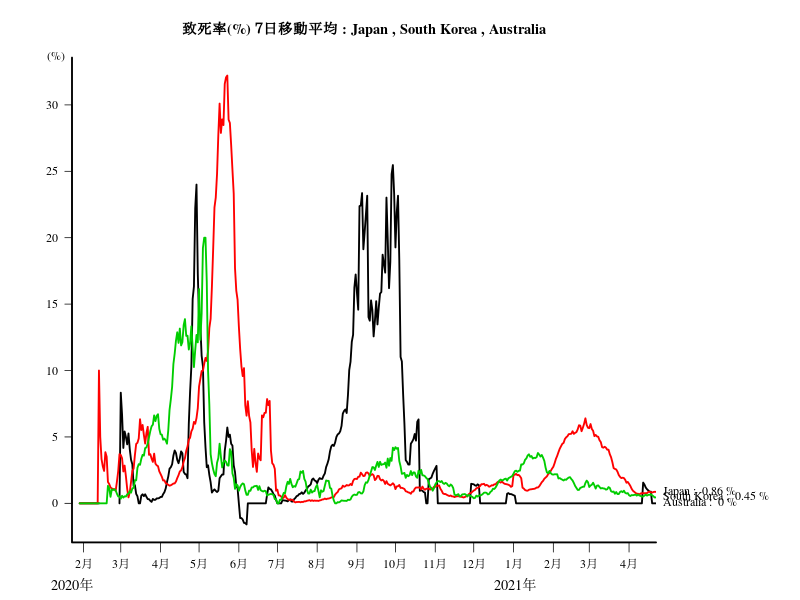 致死率(%) 7日移動平均 : Japan , South Korea , Australia
(%)
30
25
20
15
10
5
0
Japan : 0.86 %
South Korea : 0.45 %
Australia : 0 %
2月 3月 4月 5月 6月 7月 8月 9月 10月 11月 12月 1月 2月 3月 4月
2020年 2021年